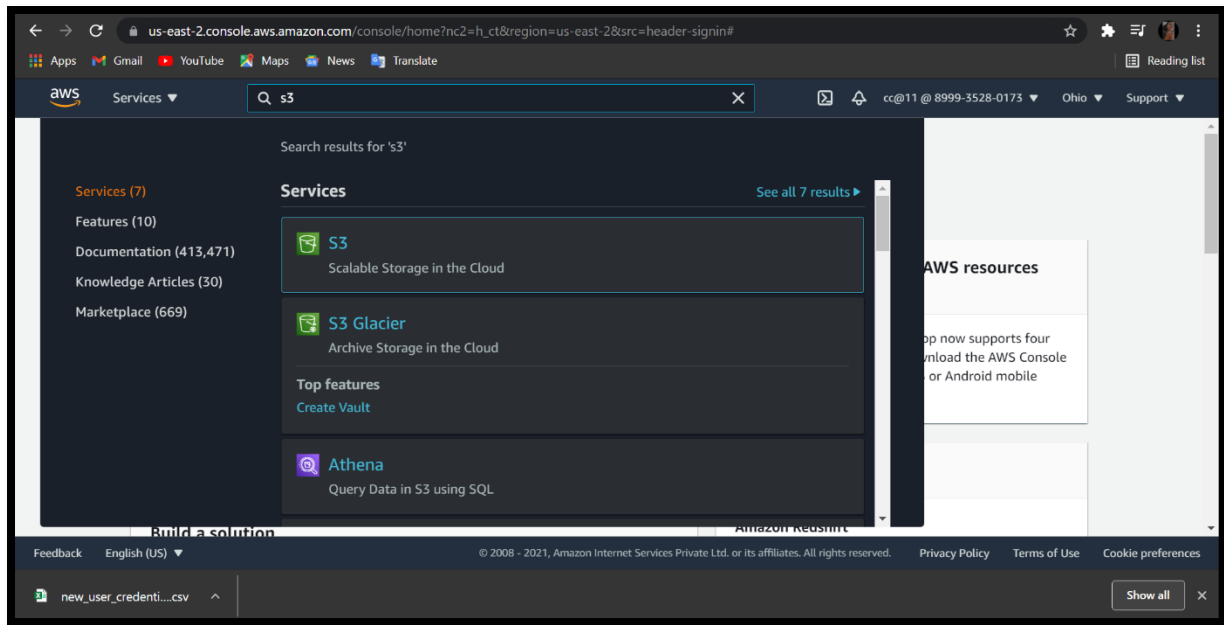 us-east-2.console.aws.amazon.com/console/home?nc2=h_ct&region=us-east-2&src=header-signin#
Apps Gmail YouTube Maps News Translate Reading list
aws Services ▼ s3 cc@11 @ 8999-3528-0173 ▼ Ohio ▼ Support ▼
Search results for 's3'
Services (7)
Features (10)
Documentation (413,471)
Knowledge Articles (30)
Marketplace (669)
Services See all 7 results
S3
Scalable Storage in the Cloud
S3 Glacier
Archive Storage in the Cloud
Top features
Create Vault
Athena
Query Data in S3 using SQL
AWS resources
now supports four
the AWS Console
or Android mobile
Build a solution
Amazon Redshift
Feedback English (US) ▼ © 2008 - 2021, Amazon Internet Services Private Ltd. or its affiliates. All rights reserved. Privacy Policy Terms of Use Cookie preferences
new_user_credenti....csv Show all